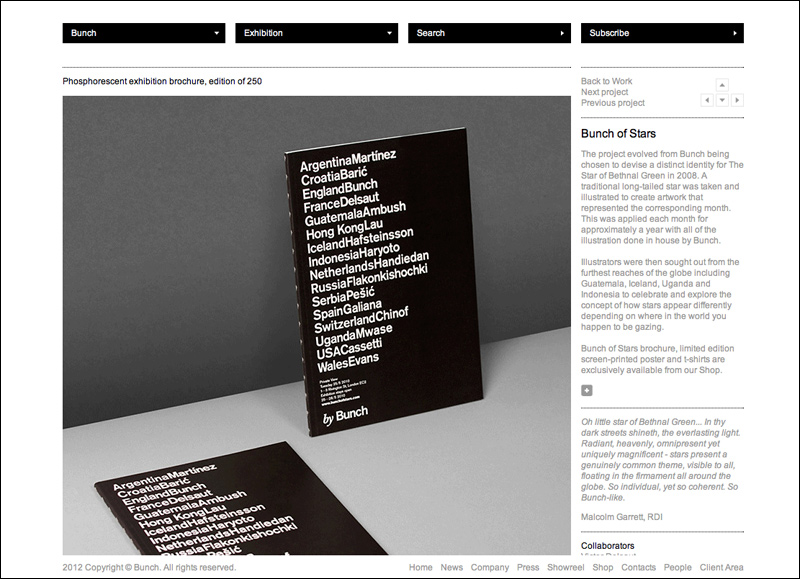 Bunch
Exhibition
Search
Subscribe
Phosphorescent exhibition brochure, edition of 250
ArgentinaMartínez
CroatiaBarić
EnglandBunch
FranceDelsaut
GuatemalaAmbush
Hong KongLau
IcelandHafsteinsson
IndonesiaHaryoto
NetherlandsHandiedan
RussiaFlakonkishochki
SerbiaPešić
SpainGaliana
SwitzerlandChinof
UgandaMwase
USACassetti
WalesEvans
Private View
by Bunch
ArgentinaMartínez
CroatiaBarić
EnglandBunch
FranceDelsaut
GuatemalaAmbush
Hong KongLau
IcelandHafsteinsson
IndonesiaHaryoto
NetherlandsHandiedan
RussiaFlakonkishochki
SerbiaPešić
Back to Work
Next project
Previous project
Bunch of Stars
The project evolved from Bunch being
chosen to devise a distinct identity for The
Star of Bethnal Green in 2008. A
traditional long-tailed star was taken and
illustrated to create artwork that
represented the corresponding month.
This was applied each month for
approximately a year with all of the
illustration done in house by Bunch.
Illustrators were then sought out from the
furthest reaches of the globe including
Guatemala, Iceland, Uganda and
Indonesia to celebrate and explore the
concept of how stars appear differently
depending on where in the world you
happen to be gazing.
Bunch of Stars brochure, limited edition
screen-printed poster and t-shirts are
exclusively available from our Shop.
Oh little star of Bethnal Green... In thy
dark streets shineth, the everlasting light.
Radiant, heavenly, omnipresent yet
uniquely magnificent - stars present a
genuinely common theme, visible to all,
floating in the firmament all around the
globe. So individual, yet so coherent. So
Bunch-like.
Malcolm Garrett, RDI
Collaborators
2012 Copyright © Bunch. All rights reserved.
Home
News
Company
Press
Showreel
Shop
Contacts
People
Client Area